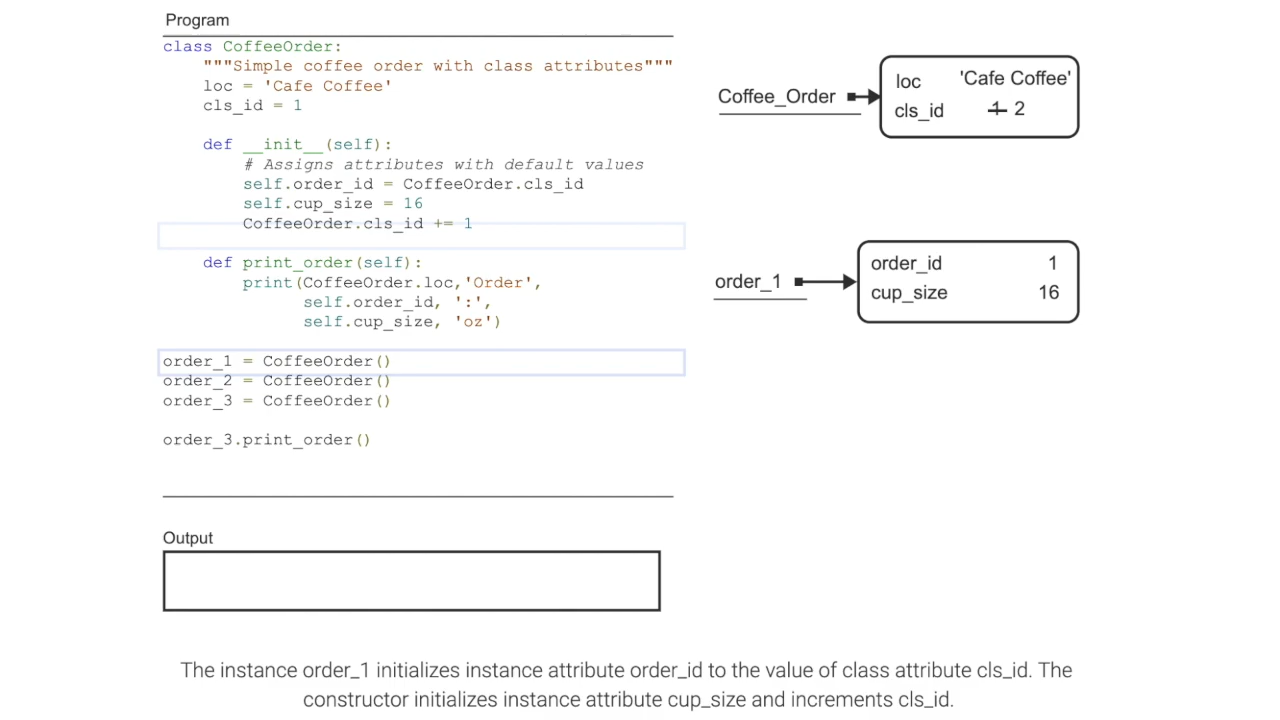 Program
class CoffeeOrder:
    """Simple coffee order with class attributes"""
    loc = 'Cafe Coffee'
    cls_id = 1
    def __init__(self):
        # Assigns attributes with default values
        self.order_id = CoffeeOrder.cls_id
        self.cup_size = 16
        CoffeeOrder.cls_id += 1
    def print_order(self):
        print(CoffeeOrder.loc,'Order',
              self.order_id, ':',
              self.cup_size, 'oz')
order_1 = CoffeeOrder()
order_2 = CoffeeOrder()
order_3 = CoffeeOrder()
order_3.print_order()
Output
Coffee_Order
loc 'Cafe Coffee'
cls_id 1 2
order_1
order_id 1
cup_size 16
The instance order_1 initializes instance attribute order_id to the value of class attribute cls_id. The
constructor initializes instance attribute cup_size and increments cls_id.